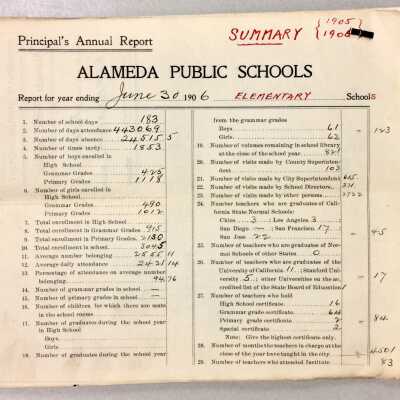 Principal's Annual Report
SUMMARY {1905
1906
ALAMEDA PUBLIC SCHOOLS
Report for year ending June 30 1906 ELEMENTARY Schools
1. Number of school days 183
2. Number of days attendance 443069
3. Number of days absence 24515.5
4. Number of times tardy 1853
5. Number of boys enrolled in
High School
Grammar Grades 425
Primary Grades 1118
6. Number of girls enrolled in
High School
Grammar Grades 490
Primary Grades 1012
7. Total enrollment in High School
8. Total enrollment in Grammar Grades 915
9. Total enrollment in Primary Grades 2130
10. Total enrollment in school 3045
11. Average number belonging 2555.11
12. Average daily attendance 2421.14
13. Percentage of attendance on average number
belonging 94.76
14. Number of grammar grades in school —
15. Number of primary grades in school —
16. Number of children for whom there are seats
in the school rooms
17. Number of graduates during the school year
in High School
Boys
Girls
18. Number of graduates during the school year
from the grammar grades
Boys 61
Girls 62 = 123
19. Number of volumes remaining in school library
at the close of the school year
20. Number of visits made by County Superinten-
dent 103
21. Number of visits made by City Superintendent
22. Number of visits made by School Directors
23. Number of visits made by other persons 2722
24. Number teachers who are graduates of Cali-
fornia State Normal Schools:
Chico 3 Los Angeles 3
San Diego — San Francisco 17 = 45
San Jose 22
25. Number of teachers who are graduates of Nor-
mal Schools of other States 0
26. Number of teachers who are graduates of the
University of California 11 Stanford Uni-
versity 5 other Universities on the ac- = 17
credited list of the State Board of Education 1
27. Number of teachers who hold
High School certificate 16
Grammar grade certificate 64
Primary grade certificate 2 = 84
Special certificate 2
Note: Give the highest certificate only.
28. Number of months the teachers in charge at the
close of the year have taught in the city
29. Number of teachers who attended Institute 83